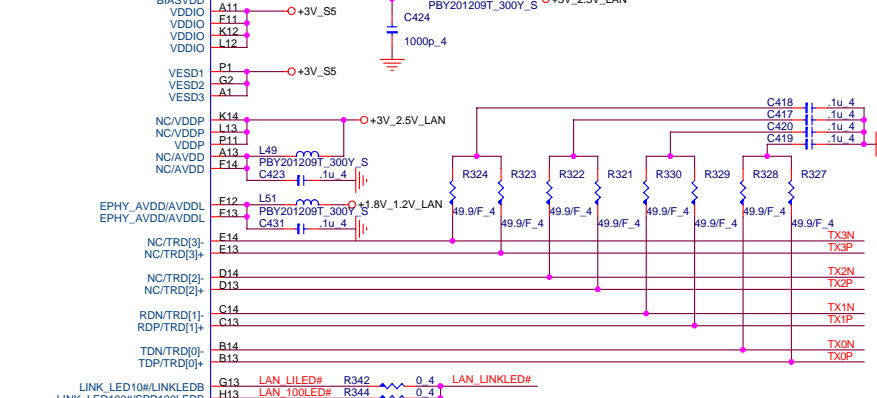 BIASVDD
PBY201209T_300Y_S
+3V_2.5V_LAN
VDDIO A11 +3V_S5
VDDIO F11
VDDIO K12
VDDIO L12
C424
1000p_4
VESD1 P1 +3V_S5
VESD2 G2
VESD3 A1
NC/VDDP K14 +3V_2.5V_LAN
NC/VDDP L13
VDDP P11
NC/AVDD A13 L49
PBY201209T_300Y_S
NC/AVDD F14
C423 .1u_4
C418 .1u_4
C417 .1u_4
C420 .1u_4
C419 .1u_4
R324 R323 R322 R321 R330 R329 R328 R327
EPHY_AVDD/AVDDL F12 L51 +1.8V_1.2V_LAN
PBY201209T_300Y_S
EPHY_AVDD/AVDDL F13
C431 .1u_4
49.9/F_4 49.9/F_4 49.9/F_4 49.9/F_4 49.9/F_4 49.9/F_4 49.9/F_4 49.9/F_4
NC/TRD[3]- E14 TX3N
NC/TRD[3]+ E13 TX3P
NC/TRD[2]- D14 TX2N
NC/TRD[2]+ D13 TX2P
RDN/TRD[1]- C14 TX1N
RDP/TRD[1]+ C13 TX1P
TDN/TRD[0]- B14 TX0N
TDP/TRD[0]+ B13 TX0P
LINK_LED10#/LINKLEDB G13 LAN_LILED# R342 0_4 LAN_LINKLED#
LINK_LED100#/SPD100LEDB H13 LAN_100LED# R344 0_4